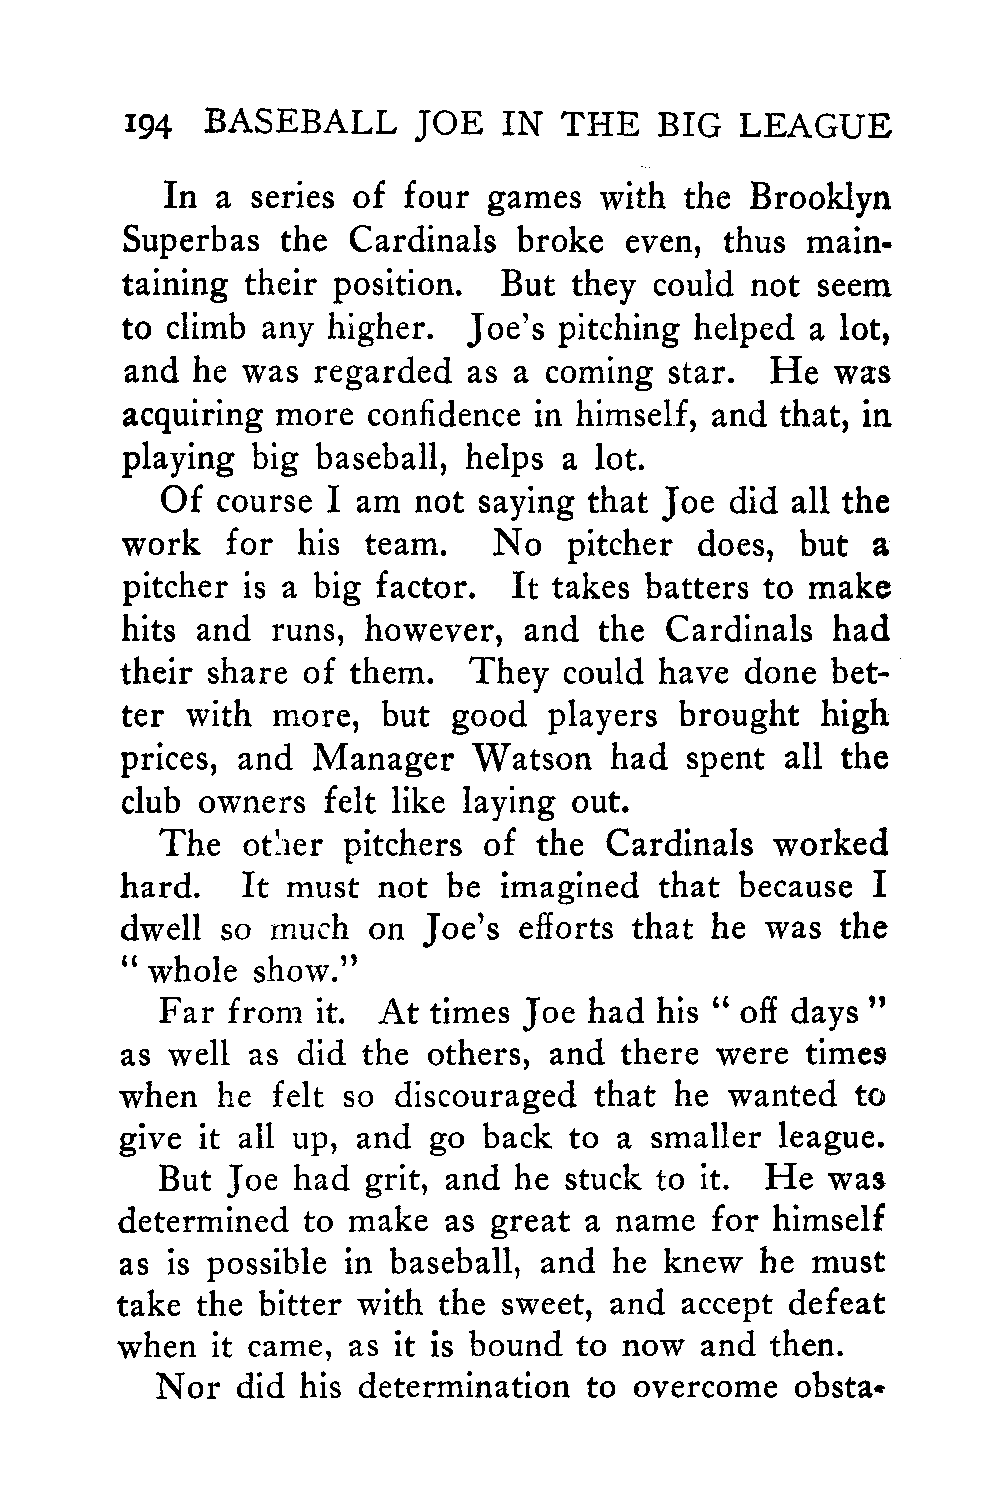 194 BASEBALL JOE IN THE BIG LEAGUE
In a series of four games with the Brooklyn
Superbas the Cardinals broke even, thus main-
taining their position. But they could not seem
to climb any higher. Joe's pitching helped a lot,
and he was regarded as a coming star. He was
acquiring more confidence in himself, and that, in
playing big baseball, helps a lot.
Of course I am not saying that Joe did all the
work for his team. No pitcher does, but a
pitcher is a big factor. It takes batters to make
hits and runs, however, and the Cardinals had
their share of them. They could have done bet-
ter with more, but good players brought high
prices, and Manager Watson had spent all the
club owners felt like laying out.
The other pitchers of the Cardinals worked
hard. It must not be imagined that because I
dwell so much on Joe's efforts that he was the
" whole show."
Far from it. At times Joe had his " off days "
as well as did the others, and there were times
when he felt so discouraged that he wanted to
give it all up, and go back to a smaller league.
But Joe had grit, and he stuck to it. He was
determined to make as great a name for himself
as is possible in baseball, and he knew he must
take the bitter with the sweet, and accept defeat
when it came, as it is bound to now and then.
Nor did his determination to overcome obsta-